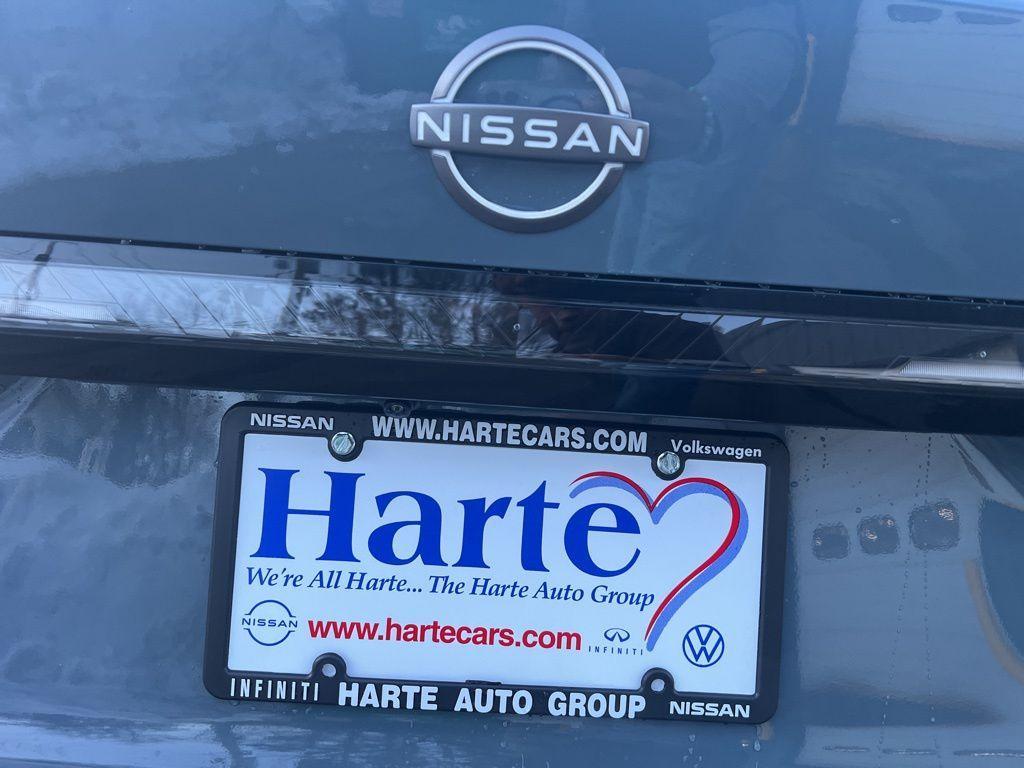 NISSAN
NISSAN WWW.HARTECARS.COM Volkswagen
Harte
We're All Harte... The Harte Auto Group
NISSAN www.hartecars.com INFINITI
INFINITI HARTE AUTO GROUP NISSAN